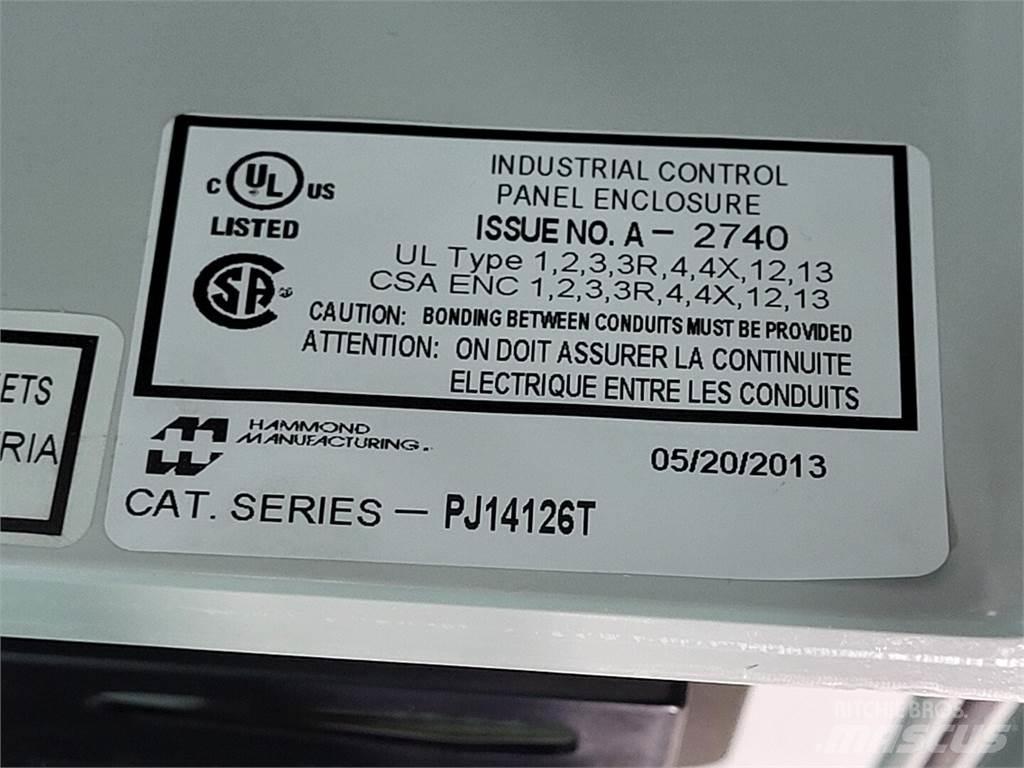 C UL US
LISTED
INDUSTRIAL CONTROL
PANEL ENCLOSURE
ISSUE NO. A- 2740
UL Type 1,2,3,3R,4,4X,12,13
CSA ENC 1,2,3,3R,4,4X,12,13
SA
CAUTION: BONDING BETWEEN CONDUITS MUST BE PROVIDED
ATTENTION: ON DOIT ASSURER LA CONTINUITE
ELECTRIQUE ENTRE LES CONDUITS
HAMMOND
MANUFACTURING.
05/20/2013
CAT. SERIES — PJ14126T
ETS
RIA
RITCHIE BROS.
mascus